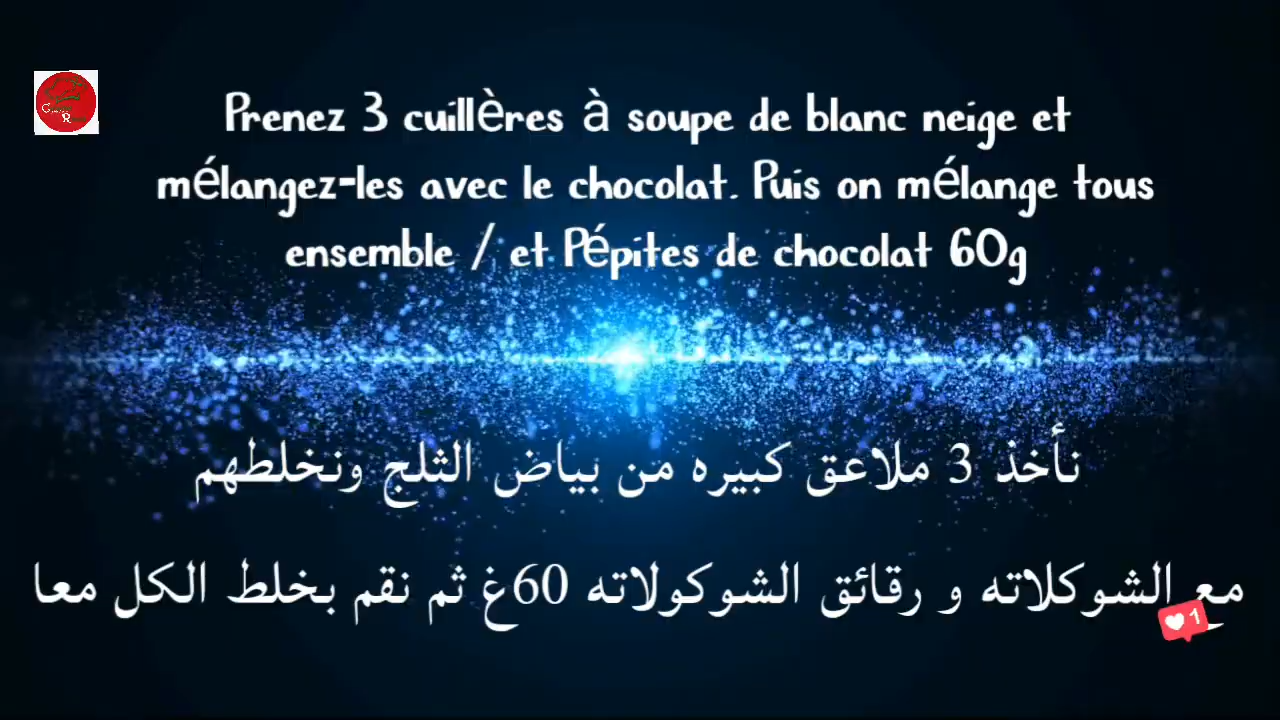 Prenez 3 cuillères à soupe de blanc neige et
mélangez-les avec le chocolat. Puis on mélange tous
ensemble / et Pépites de chocolat 60g
نأخذ 3 ملاعق كبيره من بياض الثلج ونخلطهم
مع الشوكلاته و رقائق الشوكولاته 60غ ثم نقم بخلط الكل معا
1